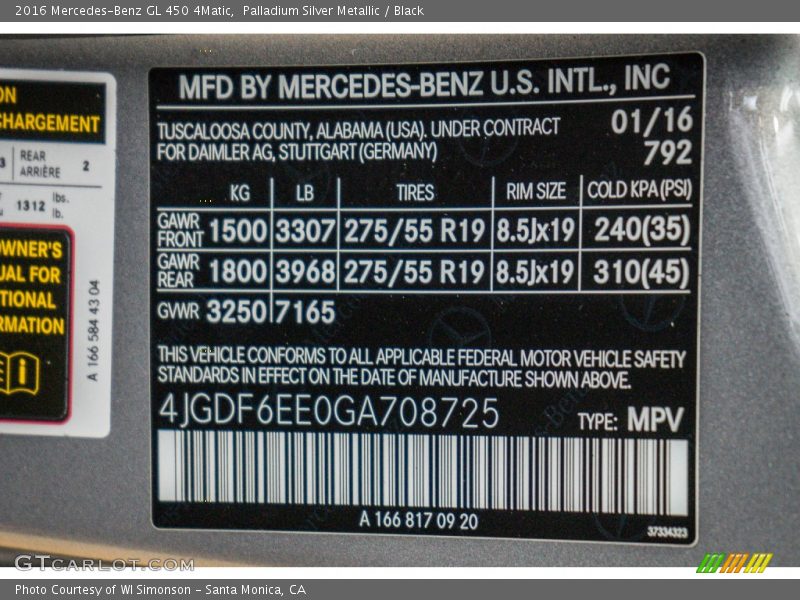 2016 Mercedes-Benz GL 450 4Matic, Palladium Silver Metallic / Black
ON
CHARGEMENT
3 REAR ARRIÈRE 2
1312 lbs. lb.
OWNER'S
UAL FOR
TIONAL
RMATION
A 166 584 43 04
MFD BY MERCEDES-BENZ U.S. INTL., INC
TUSCALOOSA COUNTY, ALABAMA (USA). UNDER CONTRACT 01/16
FOR DAIMLER AG, STUTTGART (GERMANY) 792
KG LB TIRES RIM SIZE COLD KPA(PSI)
GAWR FRONT 1500 3307 275/55 R19 8.5Jx19 240(35)
GAWR REAR 1800 3968 275/55 R19 8.5Jx19 310(45)
GWR 3250 7165
THIS VEHICLE CONFORMS TO ALL APPLICABLE FEDERAL MOTOR VEHICLE SAFETY
STANDARDS IN EFFECT ON THE DATE OF MANUFACTURE SHOWN ABOVE.
4JGDF6EE0GA708725 TYPE: MPV
A 166 817 09 20
37334323
GTCARLOT.COM
Photo Courtesy of WI Simonson - Santa Monica, CA